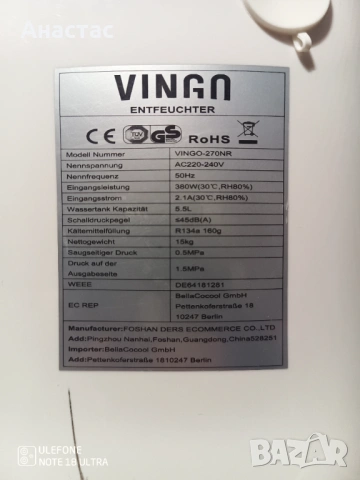 Анастас
VINGO
ENTFEUCHTER
CE TÜV GS RoHS
Modell Nummer VINGO-270NR
Nennspannung AC220-240V
Nennfrequenz 50Hz
Eingangsleistung 380W(30℃,RH80%)
Eingangsstrom 2.1A(30℃,RH80%)
Wassertank Kapazität 5.5L
Schalldruckpegel ≤45dB(A)
Kältemittelfüllung R134a 160g
Nettogewicht 15kg
Saugseitiger Druck 0.5MPa
Druck auf der
Ausgabeseite 1.5MPa
WEEE DE64181281
EC REP BellaCocool GmbH
Pettenkoferstraße 18
10247 Berlin
Manufacturer:FOSHAN DERS ECOMMERCE CO.,LTD
Add:Pingzhou Nanhai,Foshan,Guangdong,China528251
Importer:BellaCocool GmbH
Add:Pettenkoferstraße 1810247 Berlin
ULEFONE
NOTE 16 ULTRA
BAZAR